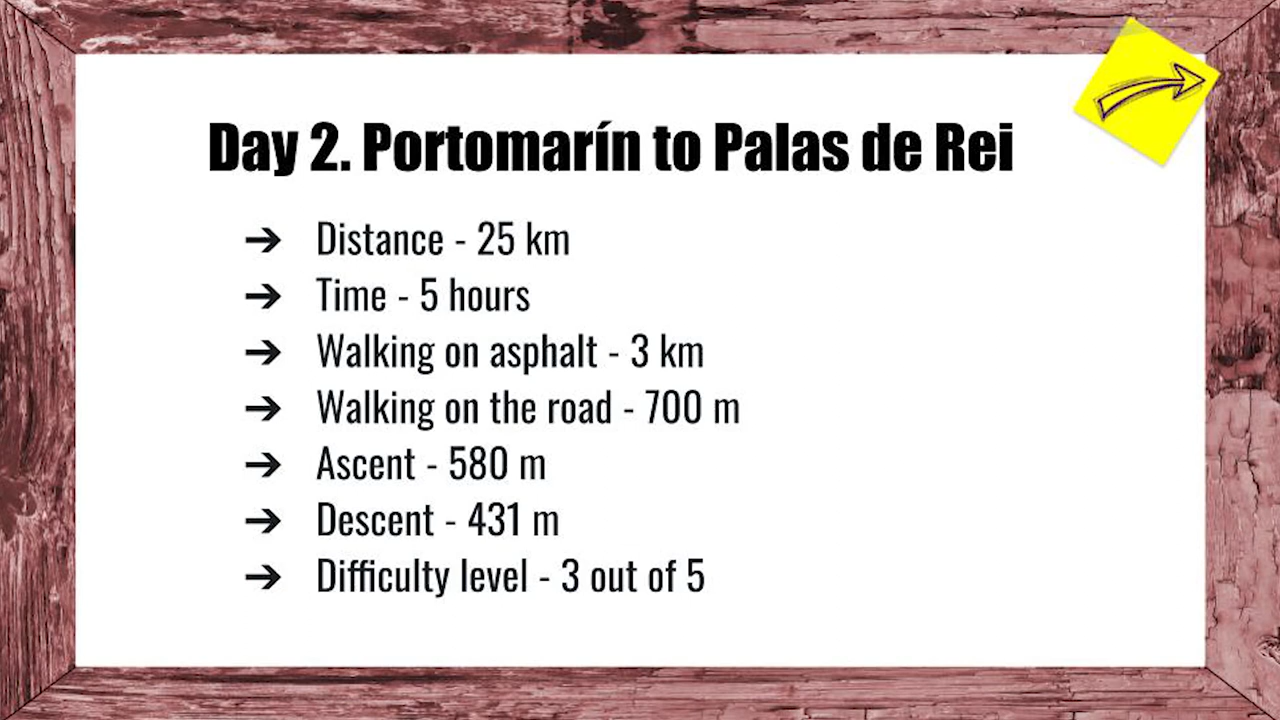 Day 2. Portomarín to Palas de Rei
➔ Distance - 25 km
➔ Time - 5 hours
➔ Walking on asphalt - 3 km
➔ Walking on the road - 700 m
➔ Ascent - 580 m
➔ Descent - 431 m
➔ Difficulty level - 3 out of 5